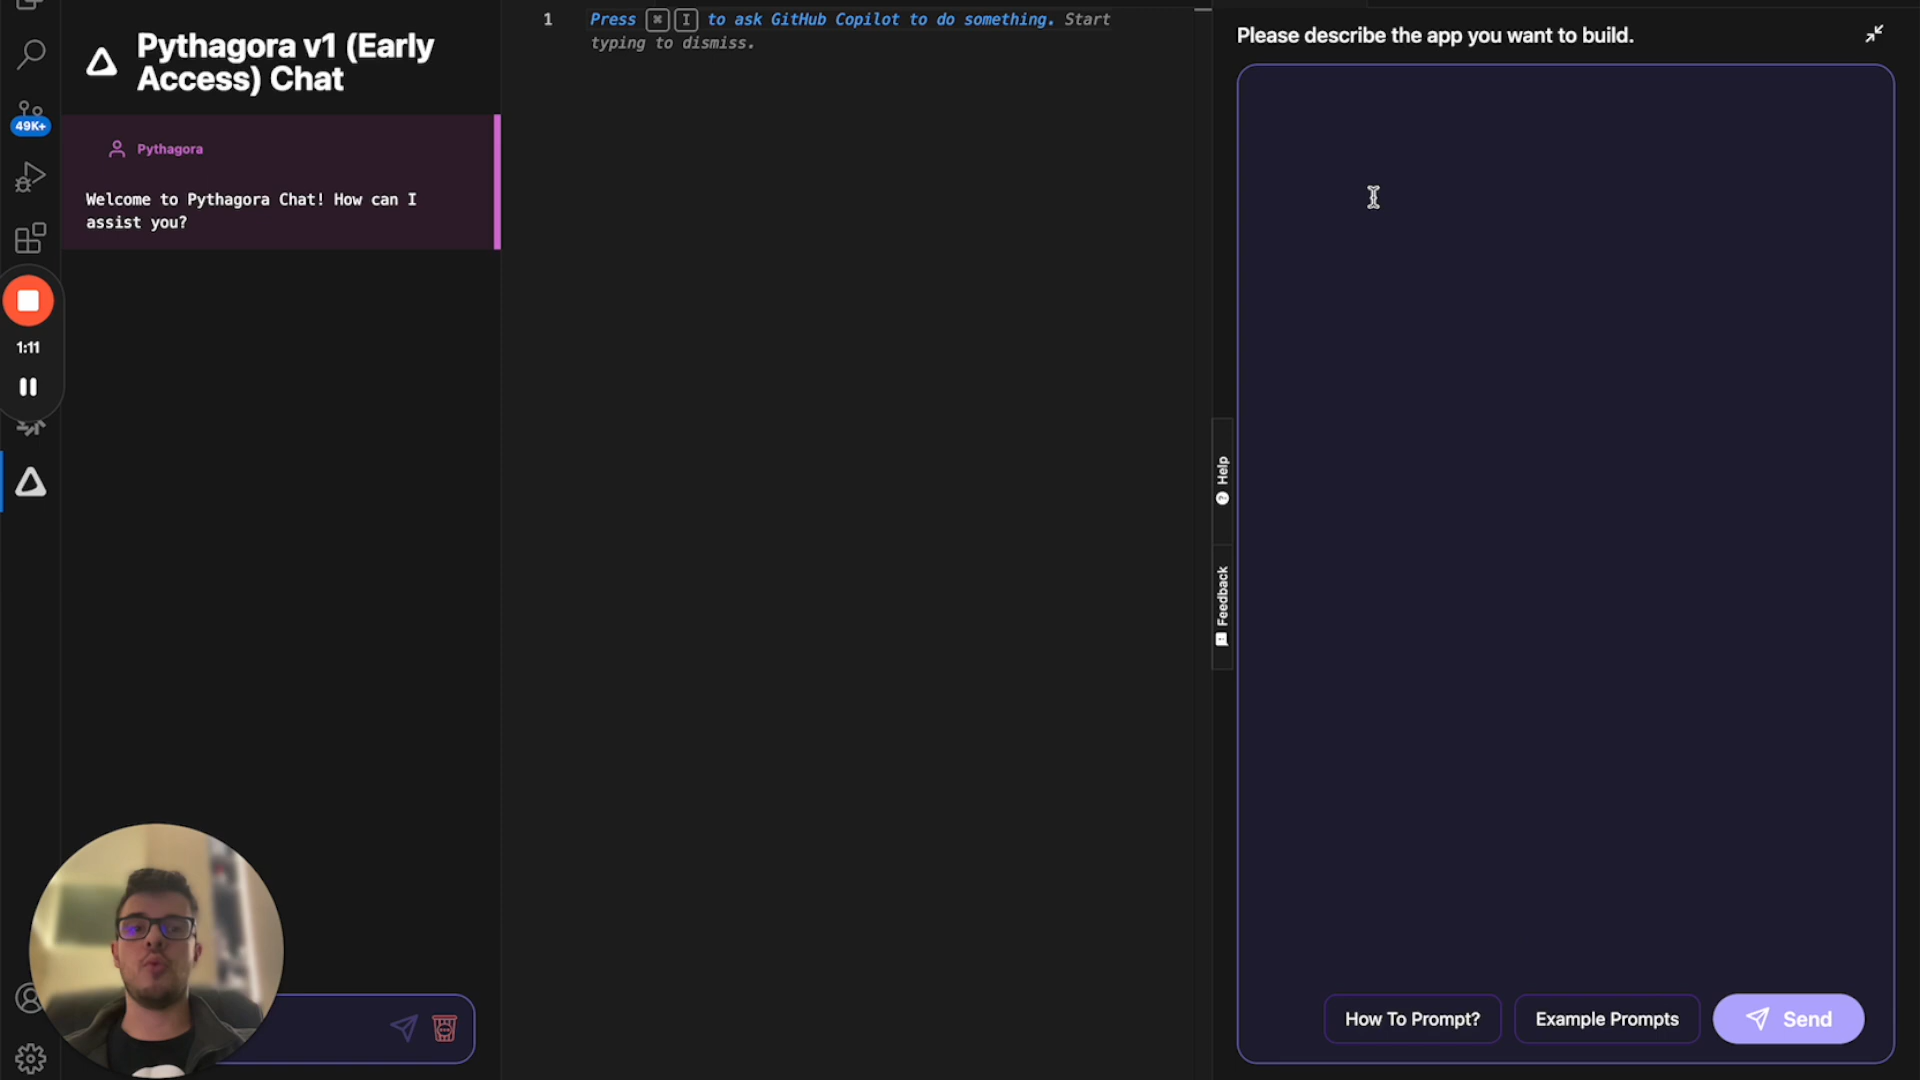 Pythagora v1 (Early
Access) Chat
49K+
Pythagora
Welcome to Pythagora Chat! How can I
assist you?
1:11
1
Press ⌘ I to ask GitHub Copilot to do something. Start
typing to dismiss.
Please describe the app you want to build.
Help
Feedback
How To Prompt?
Example Prompts
Send